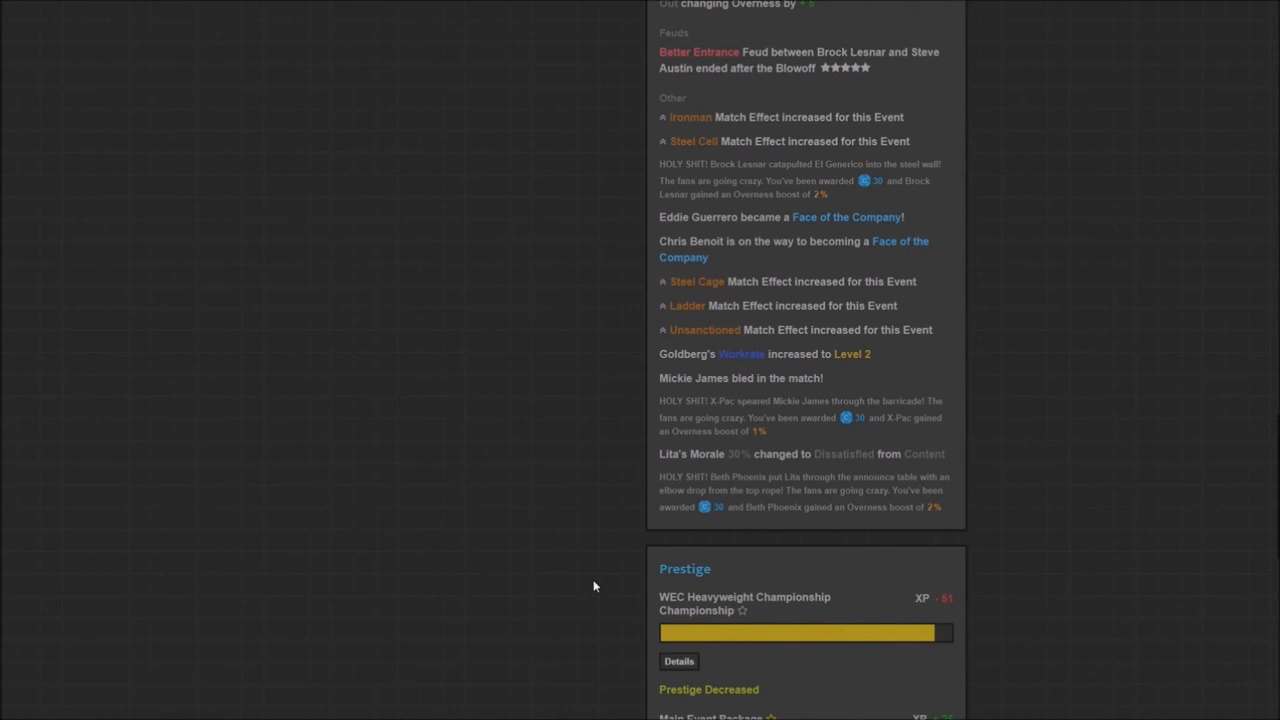 Out changing Overness by + 5
Feuds
Better Entrance Feud between Brock Lesnar and Steve
Austin ended after the Blowoff ★★★★★
Other
Ironman Match Effect increased for this Event
Steel Cell Match Effect increased for this Event
HOLY SHIT! Brock Lesnar catapulted El Generico into the steel wall!
The fans are going crazy. You've been awarded C 30 and Brock
Lesnar gained an Overness boost of 2%
Eddie Guerrero became a Face of the Company!
Chris Benoit is on the way to becoming a Face of the
Company
Steel Cage Match Effect increased for this Event
Ladder Match Effect increased for this Event
Unsanctioned Match Effect increased for this Event
Goldberg's Workrate increased to Level 2
Mickie James bled in the match!
HOLY SHIT! X-Pac speared Mickie James through the barricade! The
fans are going crazy. You've been awarded C 30 and X-Pac gained
an Overness boost of 1%
Lita's Morale 30% changed to Dissatisfied from Content
HOLY SHIT! Beth Phoenix put Lita through the announce table with an
elbow drop from the top rope! The fans are going crazy. You've been
awarded C 30 and Beth Phoenix gained an Overness boost of 2%
Prestige
WEC Heavyweight Championship XP - 51
Championship ☆
Details
Prestige Decreased
Main Event Package ☆ XP